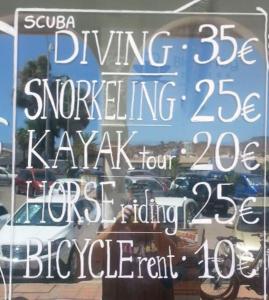 SCUBA
DIVING · 35€
SNORKELING · 25€
KAYAK tour · 20€
HORSE riding 25€
BICYCLE rent · 10€